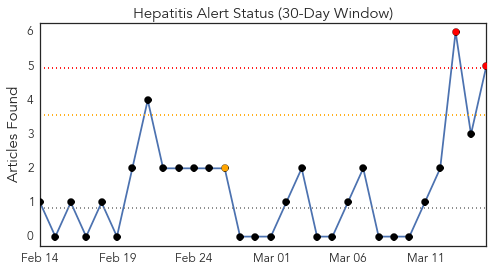 Hepatitis Alert Status (30-Day Window)
Articles Found
6
5
4
3
2
1
0
Feb 14
Feb 19
Feb 24
Mar 01
Mar 06
Mar 11